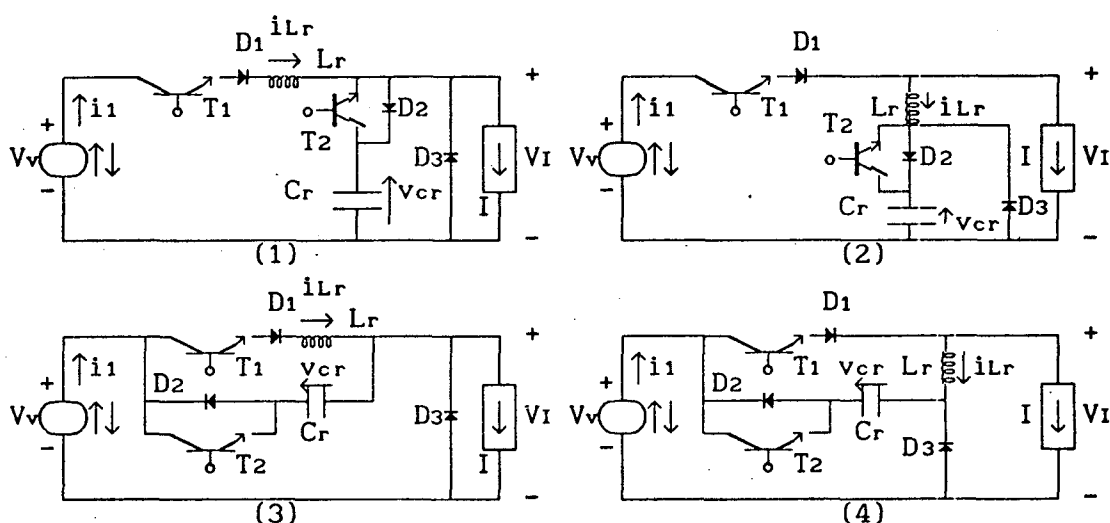 iLr
D1 Lr +
i1 T1 D2
+ T2 I VI
Vv D3
- Cr vcr
-
(1)
D1 +
i1 T1 Lr iLr
+ T2 I VI
Vv D2
- Cr vcr D3
-
(2)
iLr
D1 Lr +
i1 T1 vcr
+ D2 I VI
Vv D3
- T2 Cr
-
(3)
D1 +
i1 T1 vcr Lr iLr
+ D2 I VI
Vv Cr
- T2 D3
-
(4)